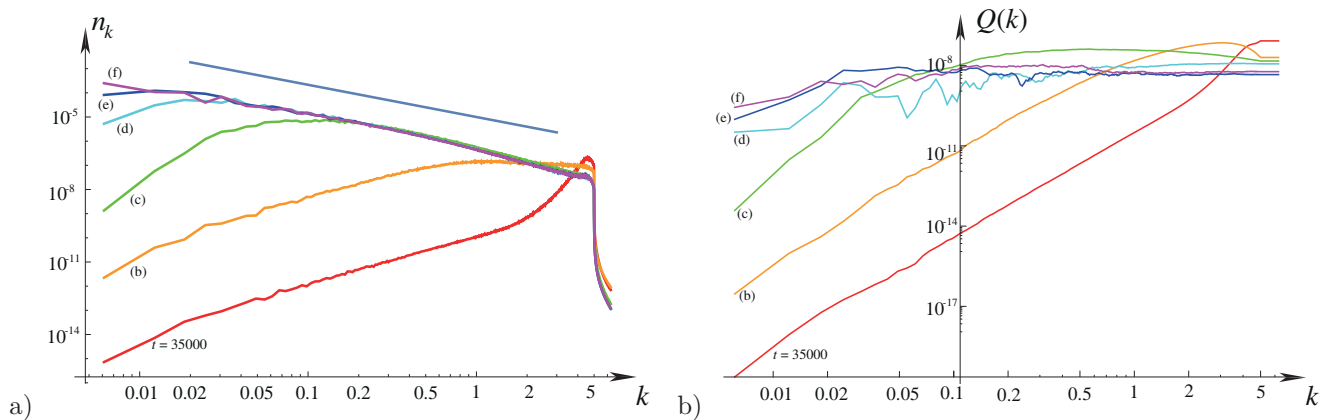 n_k
(f)
(e)
(d)
(c)
(b)
t = 35000
10^-5
10^-8
10^-11
10^-14
0.01 0.02 0.05 0.1 0.2 0.5 1 2 5 k
a)
Q(k)
(f)
(e)
(d)
(c)
(b)
t = 35000
10^-8
10^-11
10^-14
10^-17
0.01 0.02 0.05 0.1 0.2 0.5 1 2 5 k
b)